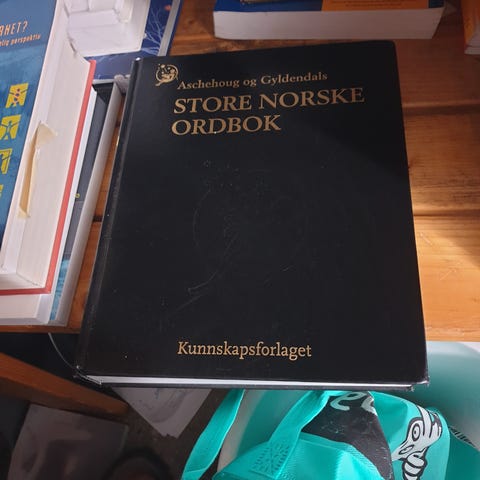 Aschehoug og Gyldendals
STORE NORSKE
ORDBOK
Kunnskapsforlaget